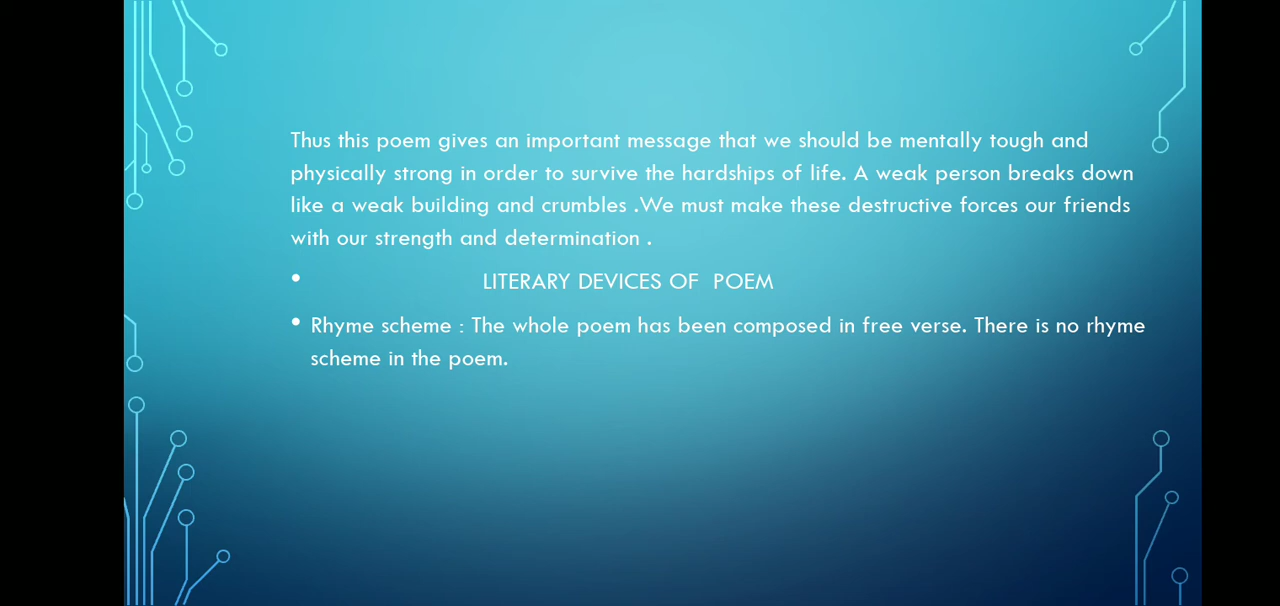 Thus this poem gives an important message that we should be mentally tough and
physically strong in order to survive the hardships of life. A weak person breaks down
like a weak building and crumbles .We must make these destructive forces our friends
with our strength and determination .
• LITERARY DEVICES OF POEM
• Rhyme scheme : The whole poem has been composed in free verse. There is no rhyme
scheme in the poem.